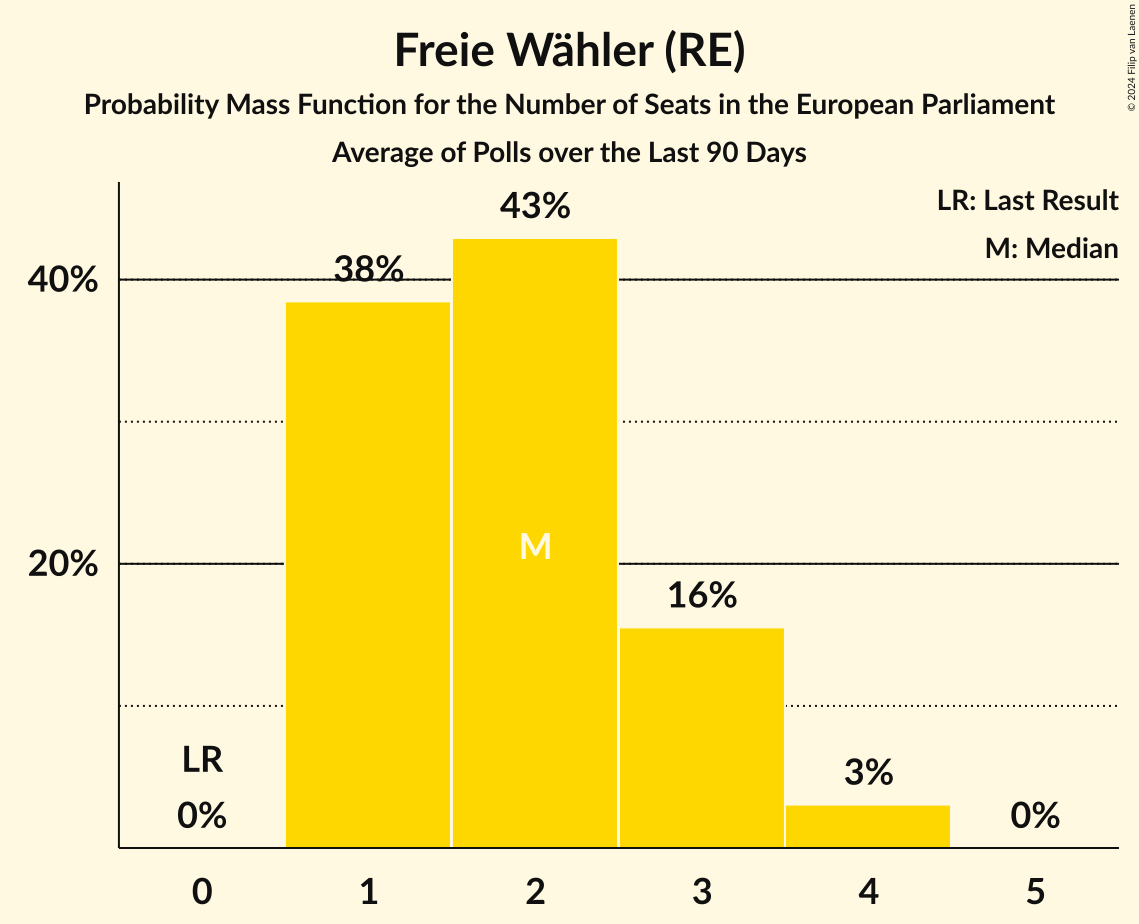 Freie Wähler (RE)
Probability Mass Function for the Number of Seats in the European Parliament
Average of Polls over the Last 90 Days
© 2024 Filip van Laenen
LR: Last Result
M: Median
43%
38%
40%
M
20%
16%
LR
3%
0%
0%
0 1 2 3 4 5